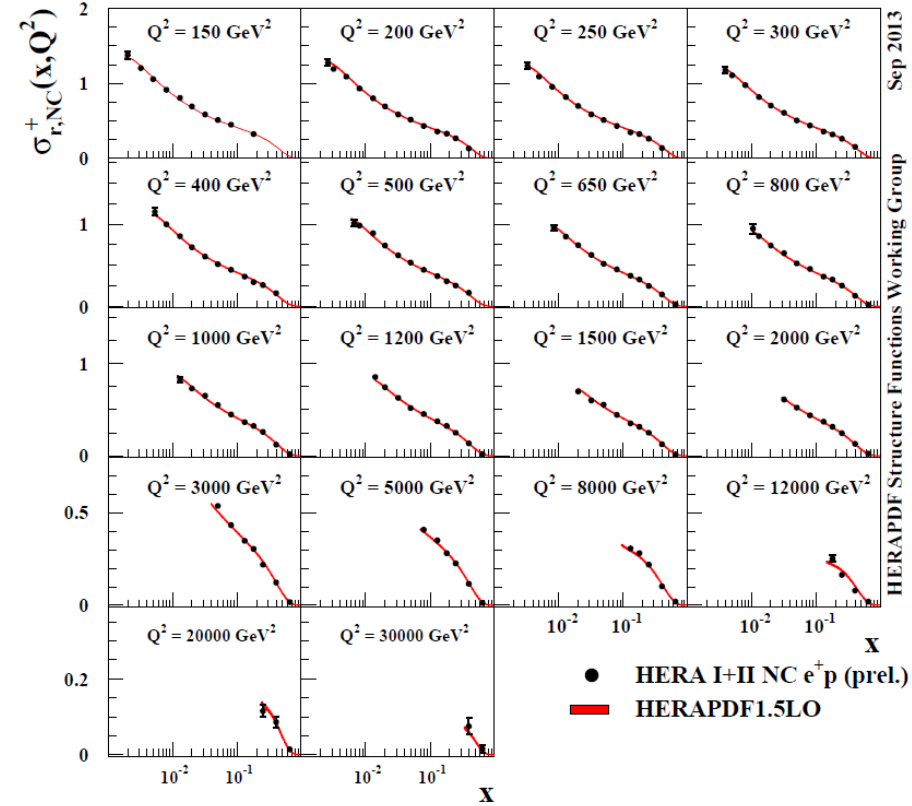 σ⁺r,NC(x,Q²)
2
Q² = 150 GeV²
Q² = 200 GeV²
Q² = 250 GeV²
Q² = 300 GeV²
1
0
Q² = 400 GeV²
Q² = 500 GeV²
Q² = 650 GeV²
Q² = 800 GeV²
1
0
Q² = 1000 GeV²
Q² = 1200 GeV²
Q² = 1500 GeV²
Q² = 2000 GeV²
1
0
Q² = 3000 GeV²
Q² = 5000 GeV²
Q² = 8000 GeV²
Q² = 12000 GeV²
0.5
0
10⁻² 10⁻¹ 10⁻² 10⁻¹
x
Q² = 20000 GeV²
Q² = 30000 GeV²
0.2
0
10⁻² 10⁻¹ 10⁻² 10⁻¹
x
HERA I+II NC e⁺p (prel.)
HERAPDF1.5LO
HERAPDF Structure Functions Working Group Sep 2013